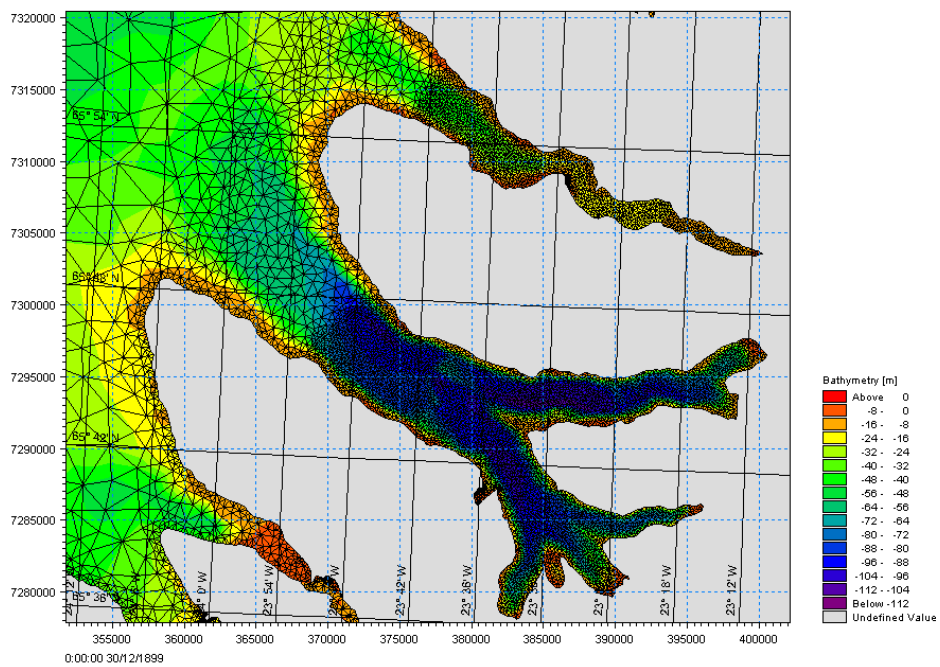 7320000
7315000
7310000
7305000
7300000
7295000
7290000
7285000
7280000
65° 54' N
65° 48' N
65° 42' N
65° 36' N
24° 0' W
23° 54' W
23° 42' W
23° 36' W
23° 18' W
23° 12' W
355000
360000
365000
370000
375000
380000
385000
390000
395000
400000
0:00:00 30/12/1899
Bathymetry [m]
Above 0
-8 - 0
-16 - -8
-24 - -16
-32 - -24
-40 - -32
-48 - -40
-56 - -48
-64 - -56
-72 - -64
-80 - -72
-88 - -80
-96 - -88
-104 - -96
-112 - -104
Below -112
Undefined Value